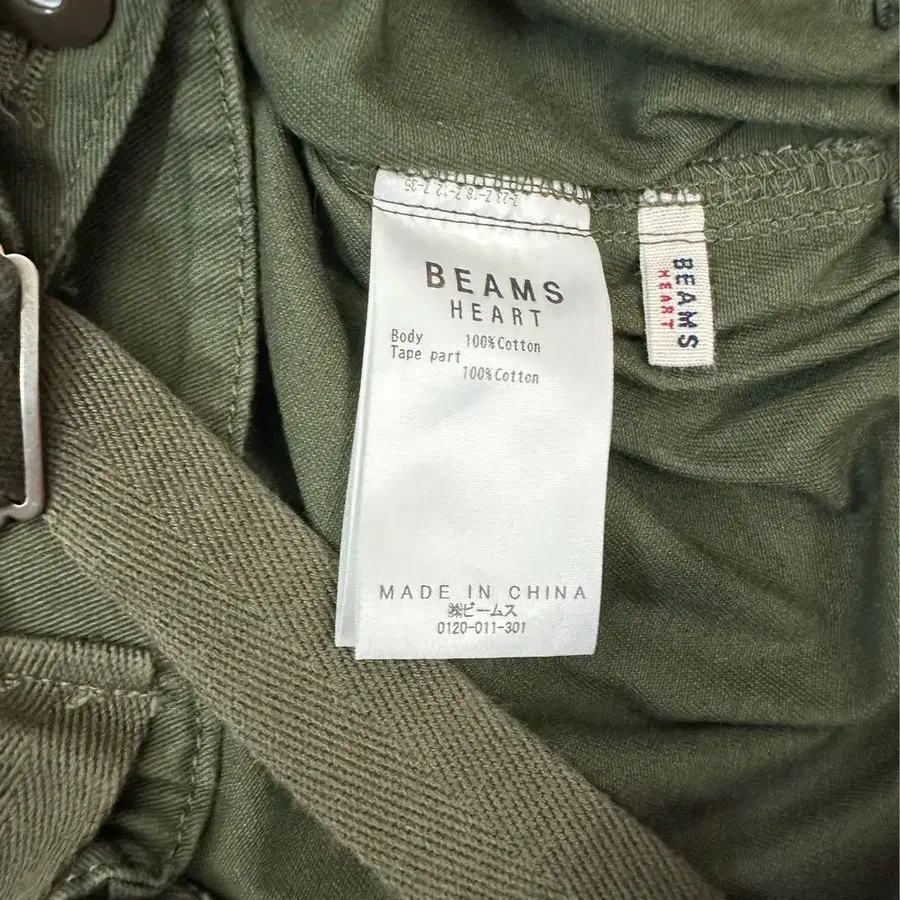 BEAMS
HEART
Body 100%Cotton
Tape part
100%Cotton
MADE IN CHINA
㈱ビームス
0120-011-301
BEAMS
HEART